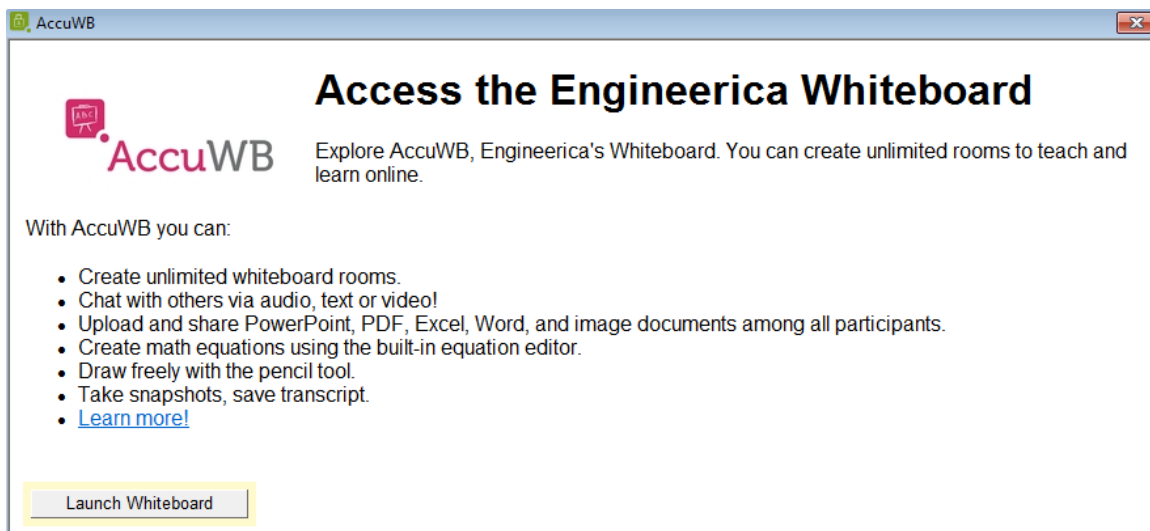 AccuWB
Access the Engineerica Whiteboard
ABC
AccuWB
Explore AccuWB, Engineerica's Whiteboard. You can create unlimited rooms to teach and
learn online.
With AccuWB you can:
• Create unlimited whiteboard rooms.
• Chat with others via audio, text or video!
• Upload and share PowerPoint, PDF, Excel, Word, and image documents among all participants.
• Create math equations using the built-in equation editor.
• Draw freely with the pencil tool.
• Take snapshots, save transcript.
• Learn more!
Launch Whiteboard